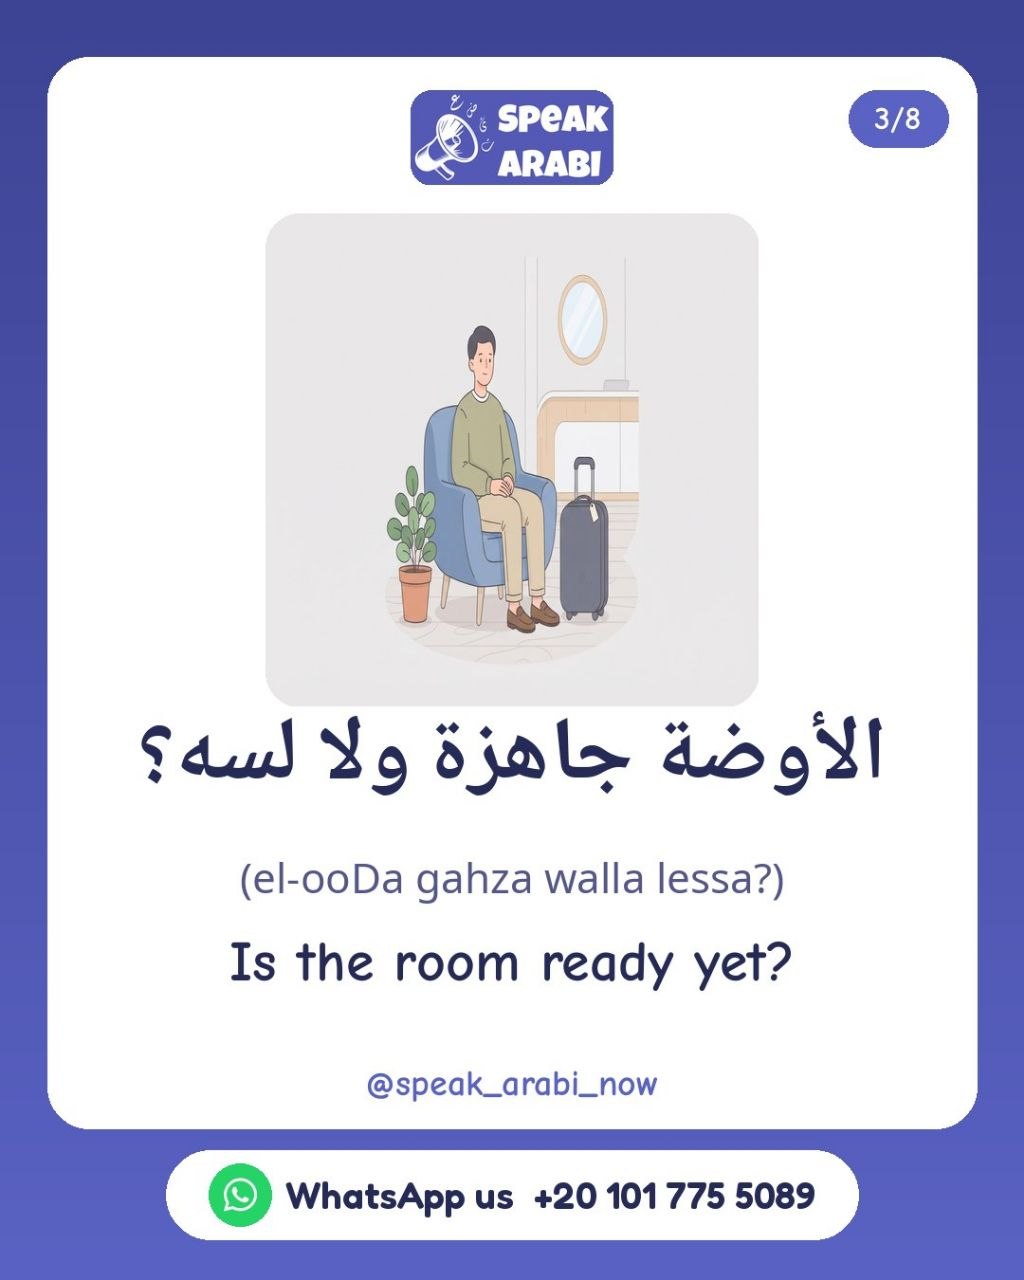 SPEAK
ARABI
3/8
الأوضة جاهزة ولا لسه؟
(el-ooDa gahza walla lessa?)
Is the room ready yet?
@speak_arabi_now
WhatsApp us +20 101 775 5089